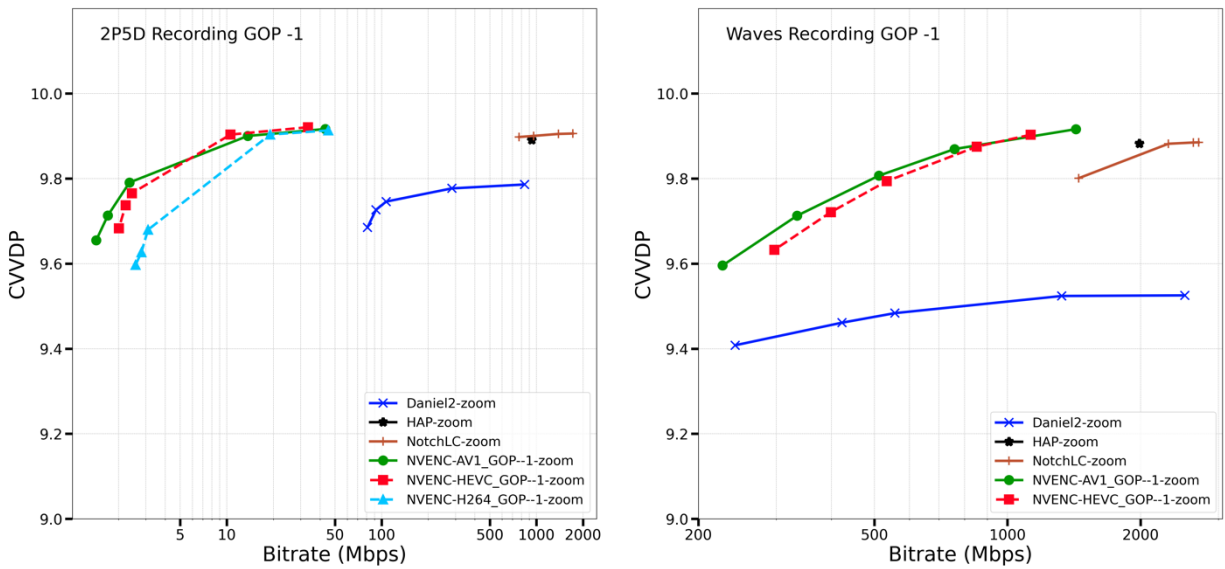 2P5D Recording GOP -1
CVVDP
10.0
9.8
9.6
9.4
9.2
9.0
5
10
50
100
500
1000
2000
Bitrate (Mbps)
Daniel2-zoom
HAP-zoom
NotchLC-zoom
NVENC-AV1_GOP--1-zoom
NVENC-HEVC_GOP--1-zoom
NVENC-H264_GOP--1-zoom
Waves Recording GOP -1
CVVDP
10.0
9.8
9.6
9.4
9.2
9.0
200
500
1000
2000
Bitrate (Mbps)
Daniel2-zoom
HAP-zoom
NotchLC-zoom
NVENC-AV1_GOP--1-zoom
NVENC-HEVC_GOP--1-zoom